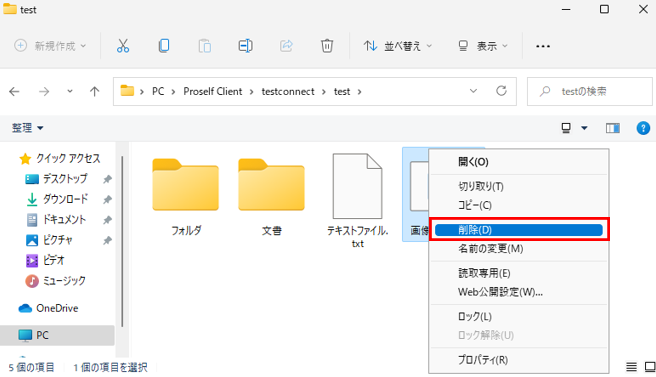 test
新規作成
並べ替え
表示
PC > Proself Client > testconnect > test >
testの検索
整理
クイック アクセス
デスクトップ
ダウンロード
ドキュメント
ピクチャ
ビデオ
ミュージック
OneDrive
PC
フォルダ
文書
テキストファイル.
txt
画像
開く(O)
切り取り(T)
コピー(C)
削除(D)
名前の変更(M)
読取専用(E)
Web公開設定(W)...
ロック(L)
ロック解除(U)
プロパティ(R)
5 個の項目
1 個の項目を選択